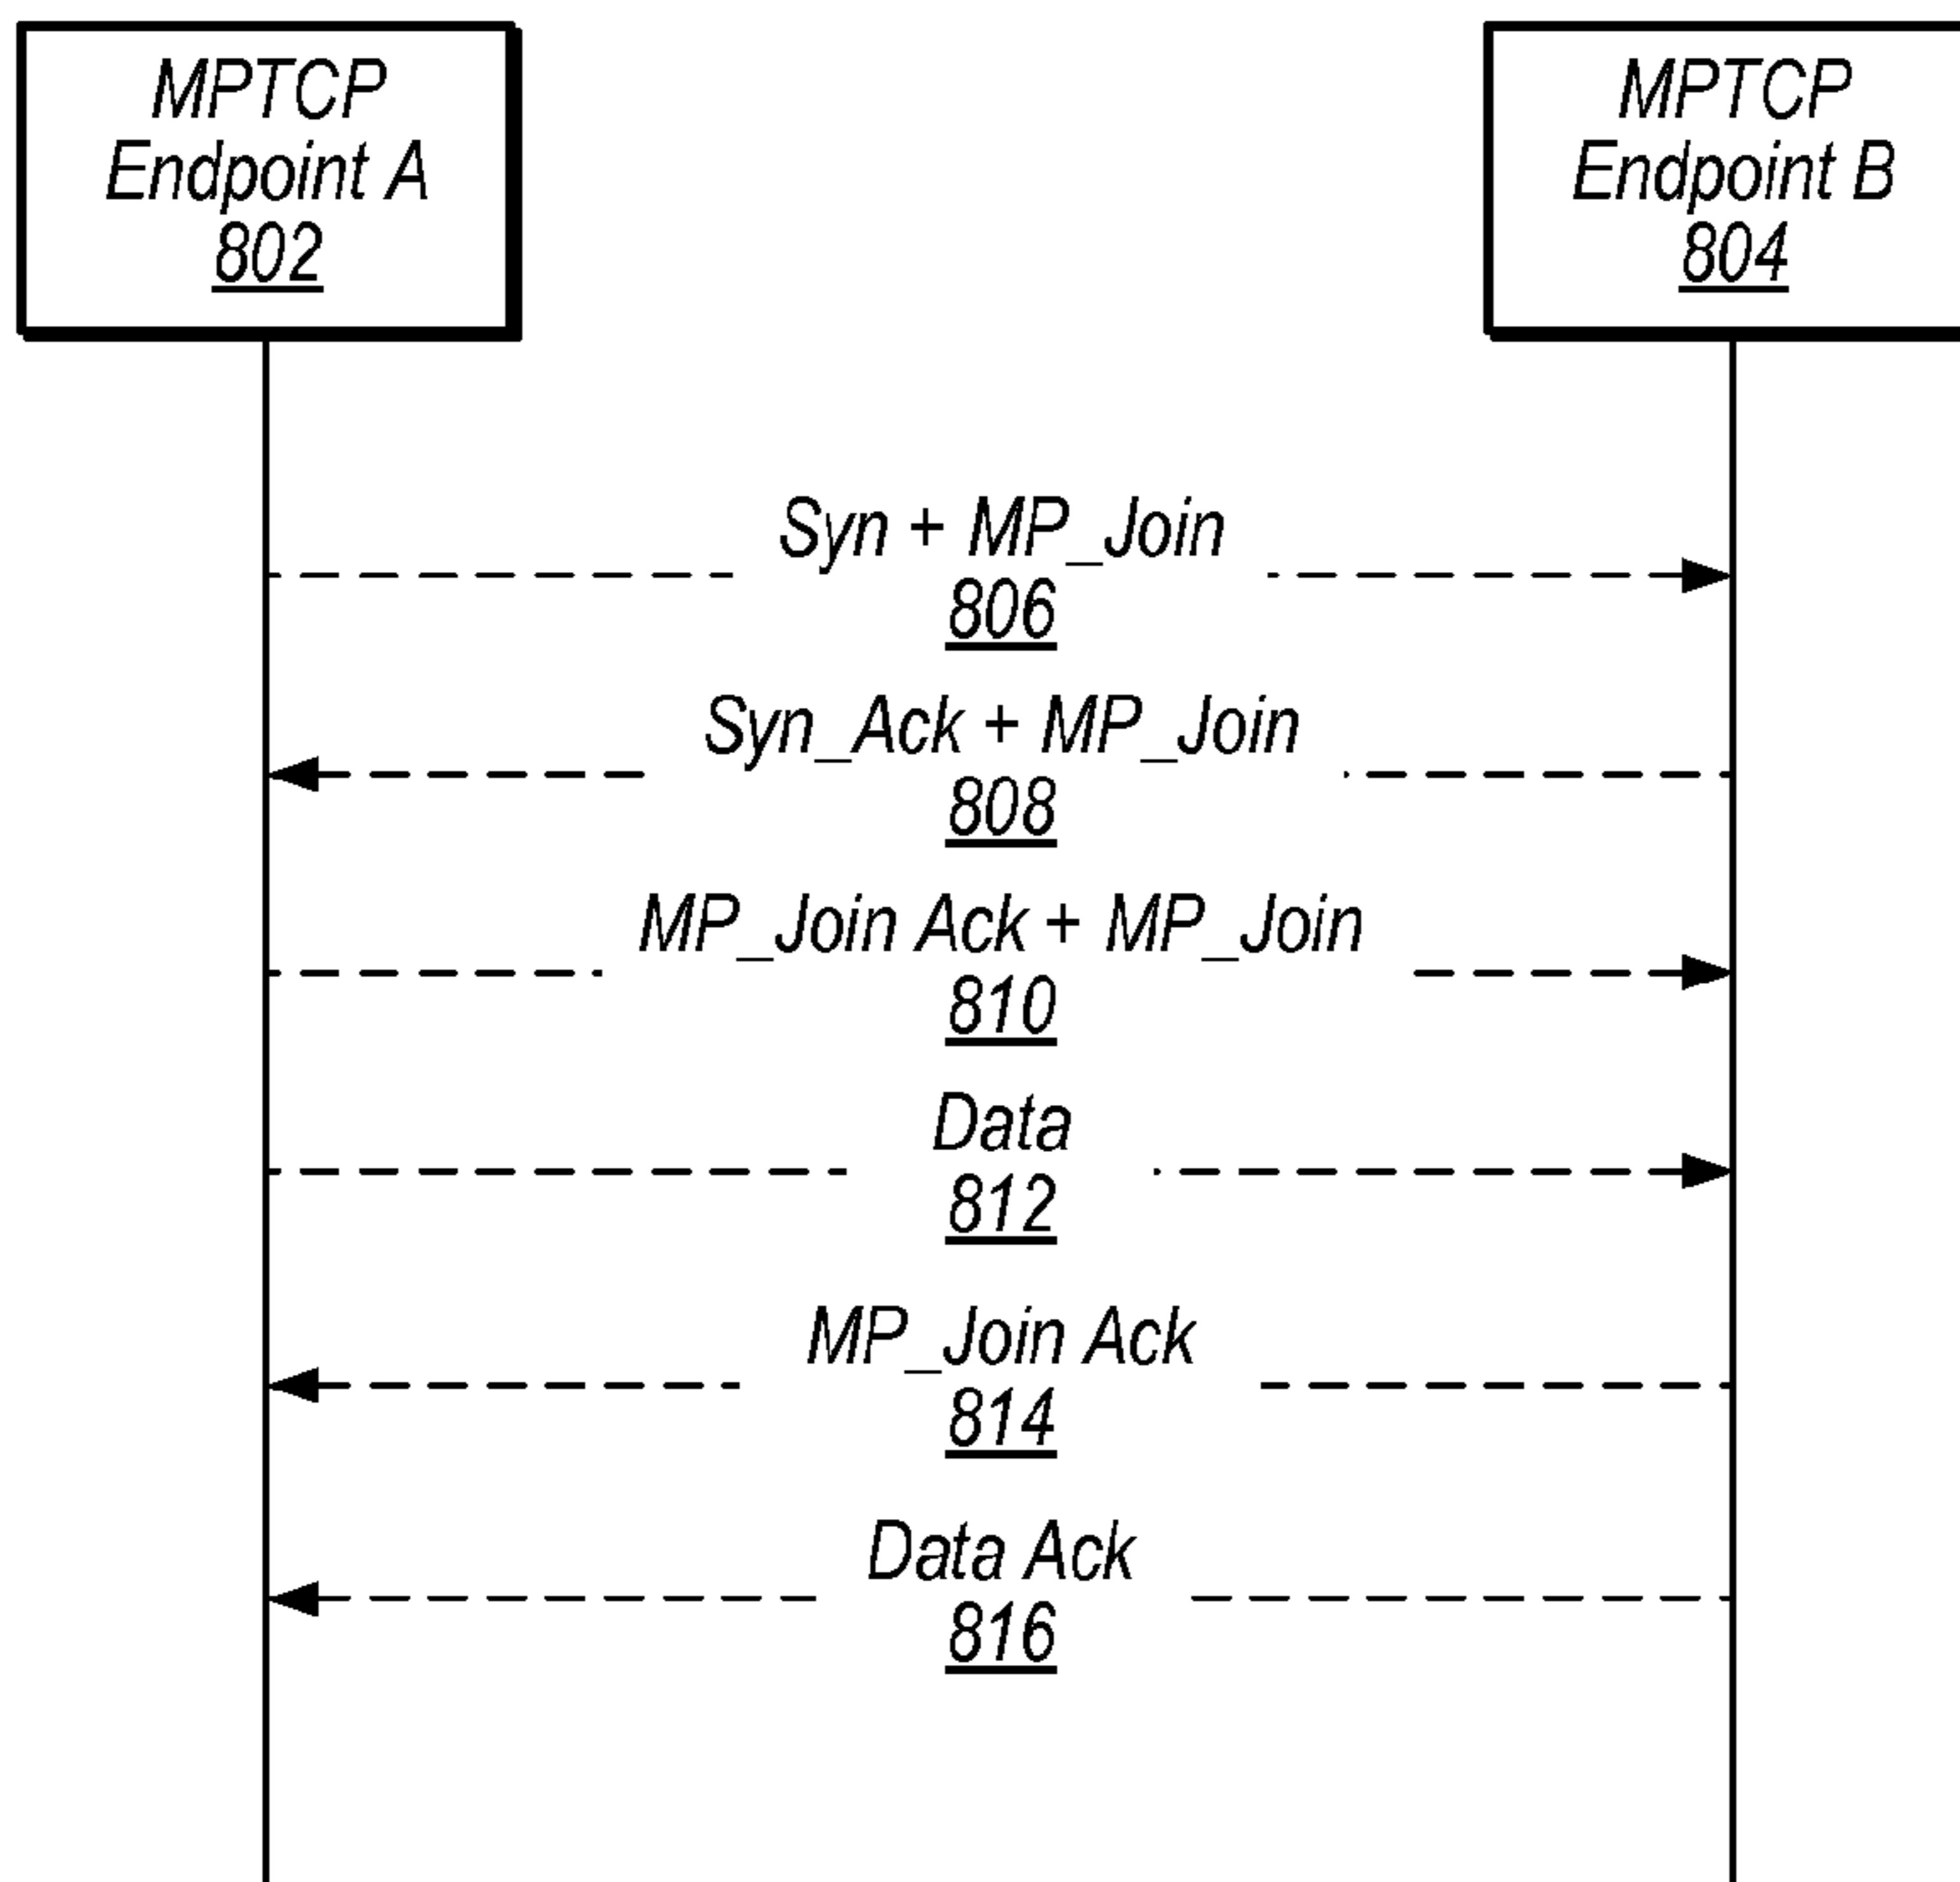 MPTCP
Endpoint A
802
MPTCP
Endpoint B
804
Syn + MP_Join
806
Syn_Ack + MP_Join
808
MP_Join Ack + MP_Join
810
Data
812
MP_Join Ack
814
Data Ack
816